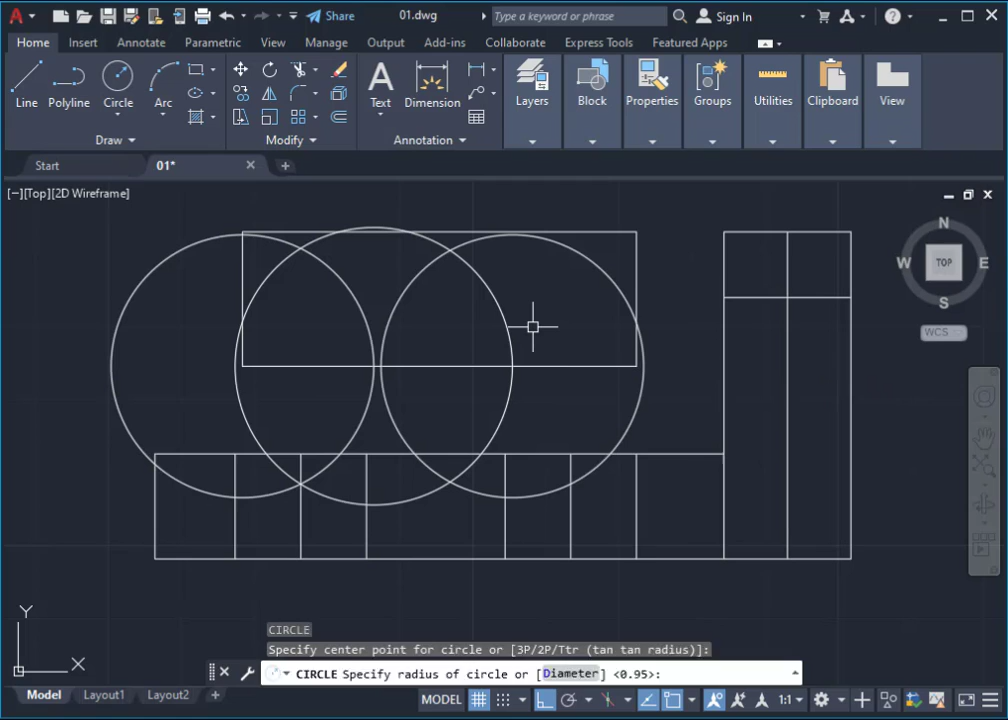 A Share 01.dwg Type a keyword or phrase Sign In
Home Insert Annotate Parametric View Manage Output Add-ins Collaborate Express Tools Featured Apps
Line Polyline Circle Arc Text Dimension Layers Block Properties Groups Utilities Clipboard View
Draw Modify Annotation
Start 01*
[−][Top][2D Wireframe]
N
W TOP E
S
WCS
Y
X
CIRCLE
Specify center point for circle or [3P/2P/Ttr (tan tan radius)]:
CIRCLE Specify radius of circle or [Diameter] <0.95>:
Model Layout1 Layout2 MODEL 1:1